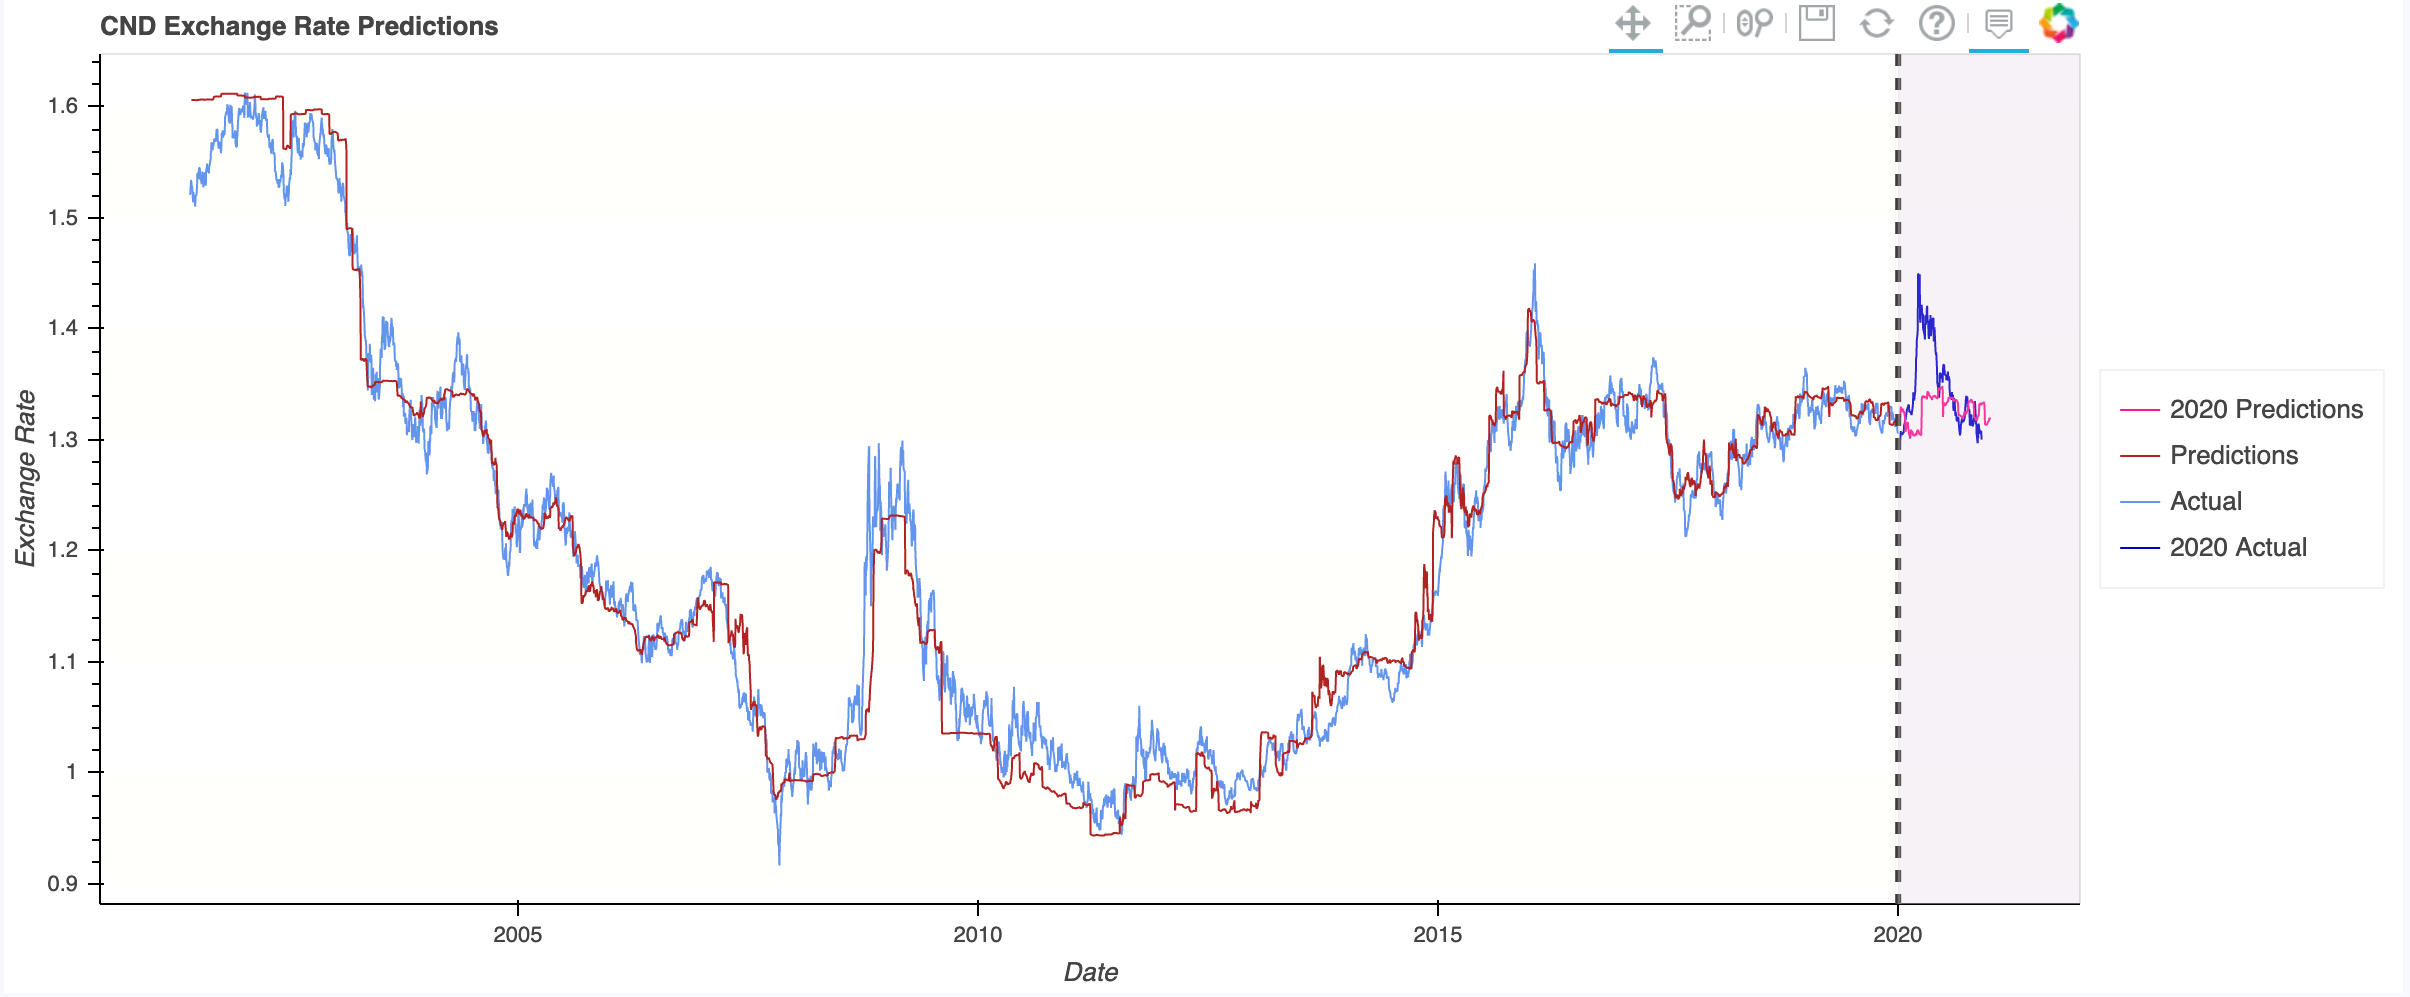 CND Exchange Rate Predictions
1.6
1.5
1.4
1.3
1.2
1.1
1
0.9
Exchange Rate
2005
2010
2015
2020
Date
2020 Predictions
Predictions
Actual
2020 Actual